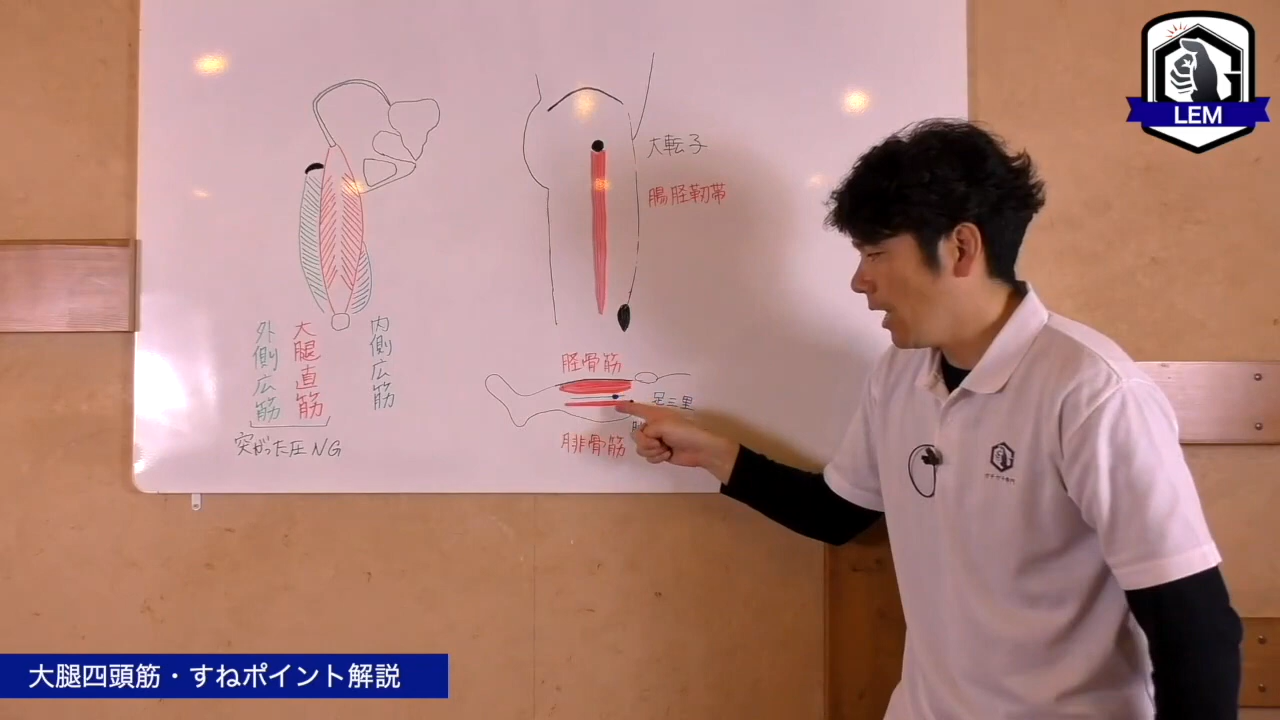 LEM
大転子
腸脛靭帯
外側広筋
大腿直筋
内側広筋
突がった圧NG
脛骨筋
足三里
腓骨筋
大腿四頭筋・すねポイント解説